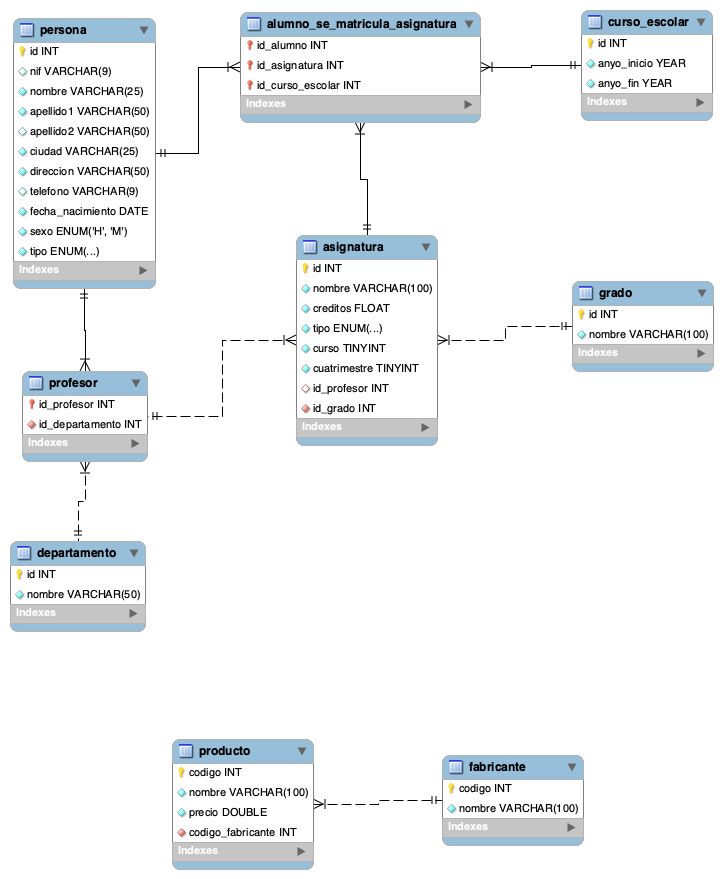 persona
id INT
nif VARCHAR(9)
nombre VARCHAR(25)
apellido1 VARCHAR(50)
apellido2 VARCHAR(50)
ciudad VARCHAR(25)
direccion VARCHAR(50)
telefono VARCHAR(9)
fecha_nacimiento DATE
sexo ENUM('H', 'M')
tipo ENUM(...)
Indexes
alumno_se_matricula_asignatura
id_alumno INT
id_asignatura INT
id_curso_escolar INT
Indexes
curso_escolar
id INT
anyo_inicio YEAR
anyo_fin YEAR
Indexes
asignatura
id INT
nombre VARCHAR(100)
creditos FLOAT
tipo ENUM(...)
curso TINYINT
cuatrimestre TINYINT
id_profesor INT
id_grado INT
Indexes
grado
id INT
nombre VARCHAR(100)
Indexes
profesor
id_profesor INT
id_departamento INT
Indexes
departamento
id INT
nombre VARCHAR(50)
Indexes
producto
codigo INT
nombre VARCHAR(100)
precio DOUBLE
codigo_fabricante INT
Indexes
fabricante
codigo INT
nombre VARCHAR(100)
Indexes